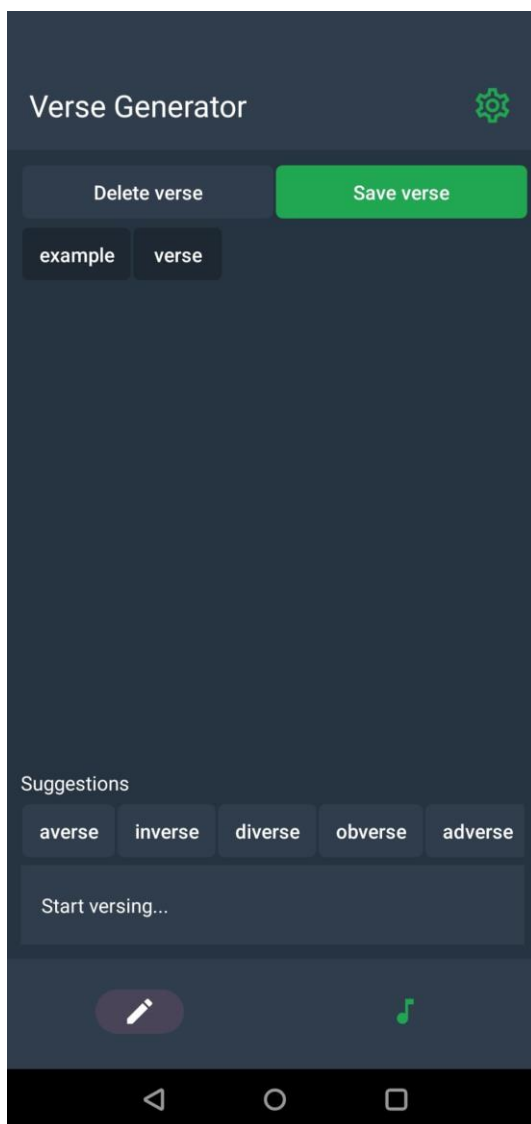 Verse Generator
Delete verse Save verse
example verse
Suggestions
averse inverse diverse obverse adverse
Start versing...